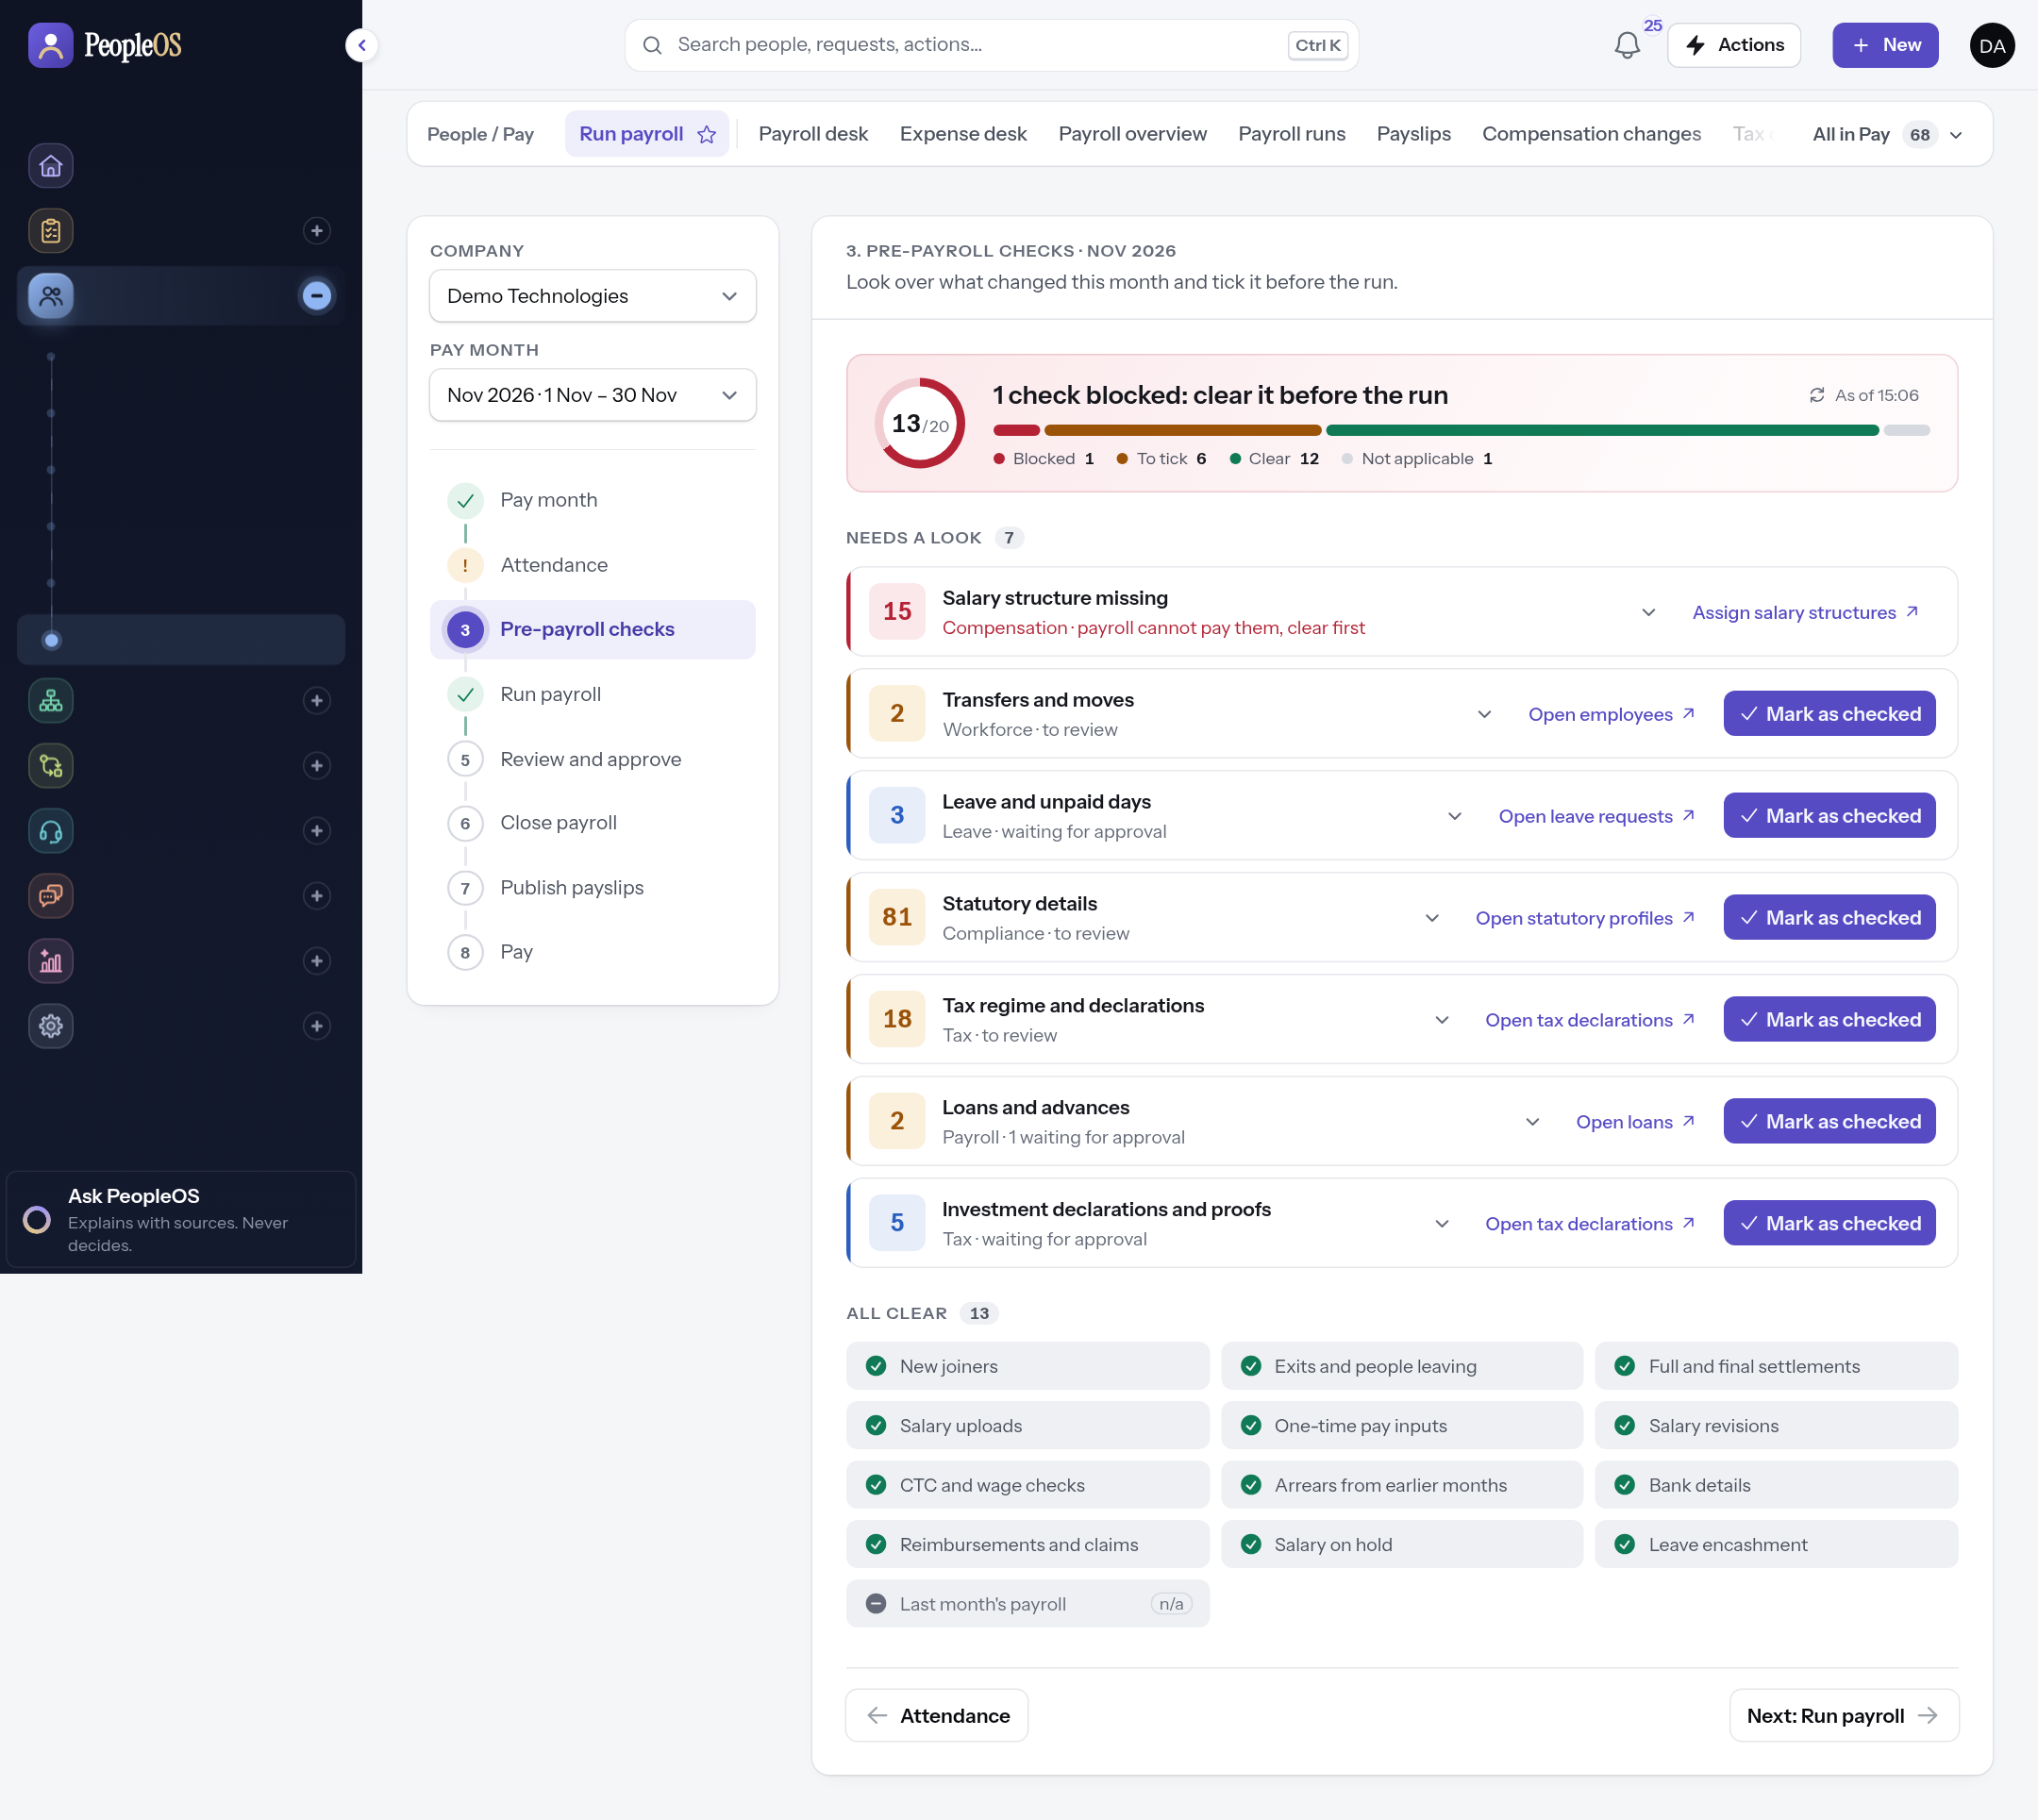 PeopleOS
Search people, requests, actions...
Ctrl K
25
Actions
New
DA
People / Pay
Run payroll
Payroll desk
Expense desk
Payroll overview
Payroll runs
Payslips
Compensation changes
Tax
All in Pay 68
COMPANY
Demo Technologies
PAY MONTH
Nov 2026 · 1 Nov – 30 Nov
Pay month
! Attendance
3 Pre-payroll checks
Run payroll
5 Review and approve
6 Close payroll
7 Publish payslips
8 Pay
Ask PeopleOS
Explains with sources. Never
decides.
3. PRE-PAYROLL CHECKS · NOV 2026
Look over what changed this month and tick it before the run.
13/20
1 check blocked: clear it before the run
As of 15:06
Blocked 1
To tick 6
Clear 12
Not applicable 1
NEEDS A LOOK 7
15
Salary structure missing
Compensation · payroll cannot pay them, clear first
Assign salary structures
2
Transfers and moves
Workforce · to review
Open employees
Mark as checked
3
Leave and unpaid days
Leave · waiting for approval
Open leave requests
Mark as checked
81
Statutory details
Compliance · to review
Open statutory profiles
Mark as checked
18
Tax regime and declarations
Tax · to review
Open tax declarations
Mark as checked
2
Loans and advances
Payroll · 1 waiting for approval
Open loans
Mark as checked
5
Investment declarations and proofs
Tax · waiting for approval
Open tax declarations
Mark as checked
ALL CLEAR 13
New joiners
Exits and people leaving
Full and final settlements
Salary uploads
One-time pay inputs
Salary revisions
CTC and wage checks
Arrears from earlier months
Bank details
Reimbursements and claims
Salary on hold
Leave encashment
Last month's payroll
n/a
Attendance
Next: Run payroll